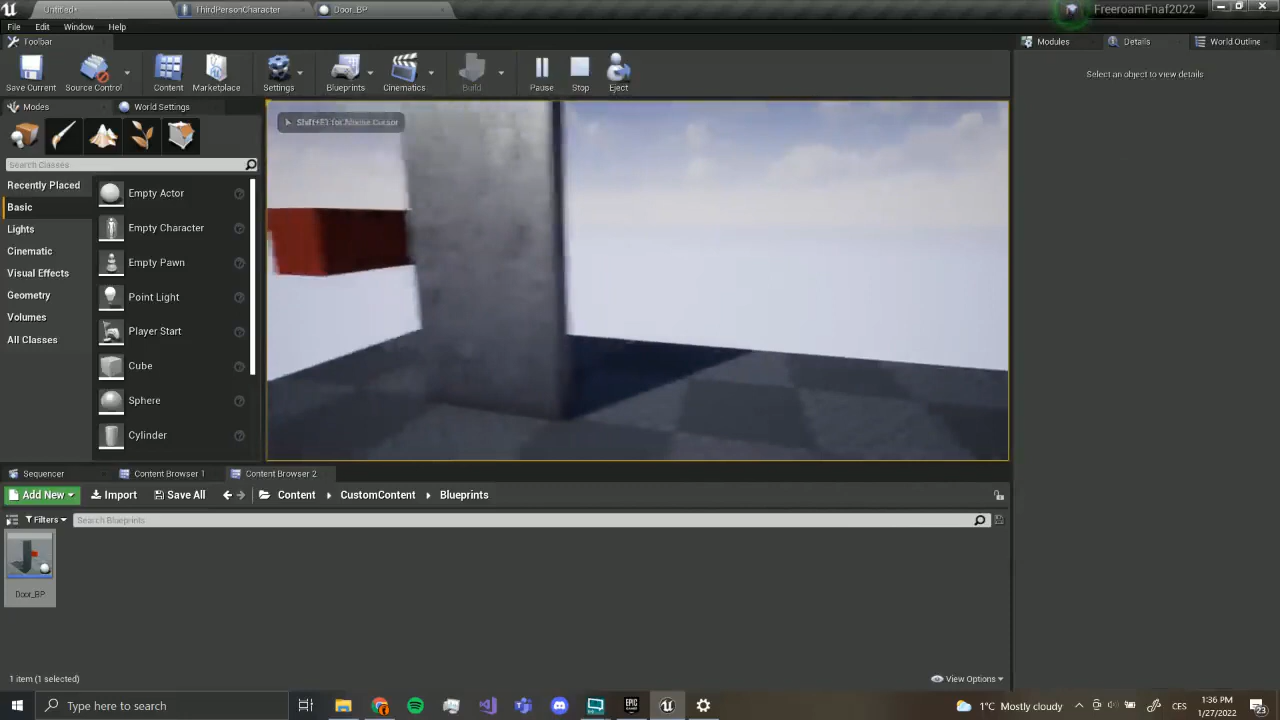 Untitled*
ThirdPersonCharacter
Door_BP
FreeroamFnaf2022
File
Edit
Window
Help
Toolbar
Modules
Details
World Outline
Save Current
Source Control
Content
Marketplace
Settings
Blueprints
Cinematics
Build
Pause
Stop
Eject
Select an object to view details
Modes
World Settings
Shift+F1 for Mouse Cursor
Search Classes
Recently Placed
Basic
Lights
Cinematic
Visual Effects
Geometry
Volumes
All Classes
Empty Actor
Empty Character
Empty Pawn
Point Light
Player Start
Cube
Sphere
Cylinder
Sequencer
Content Browser 1
Content Browser 2
Add New
Import
Save All
Content
CustomContent
Blueprints
Filters
Search Blueprints
Door_BP
1 item (1 selected)
View Options
Type here to search
EPIC
1°C Mostly cloudy
CES
1:36 PM
1/27/2022
23